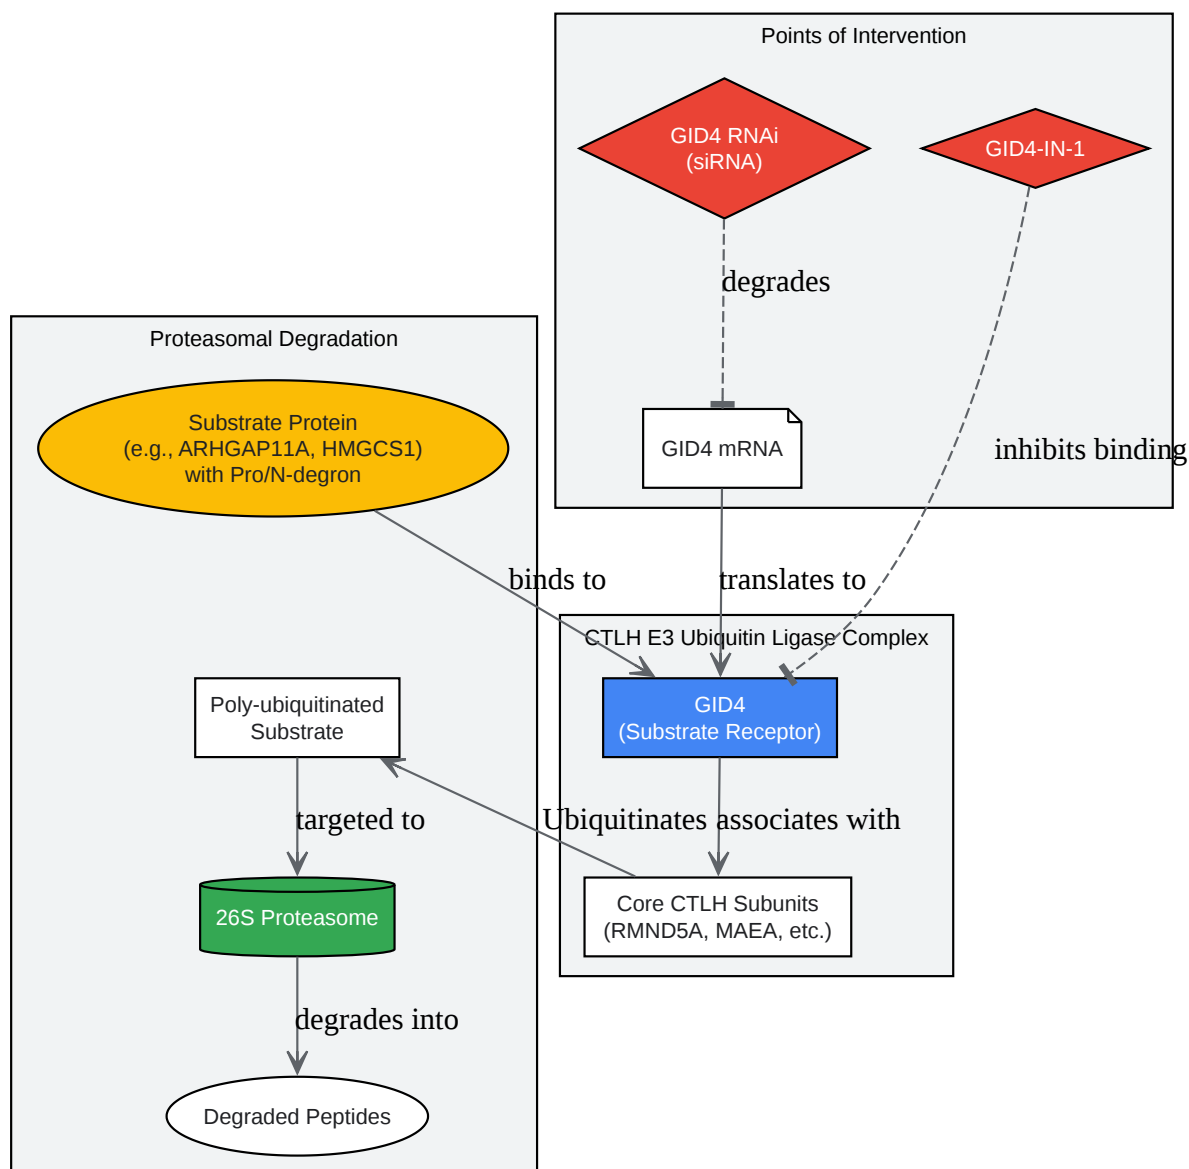 Points of Intervention
GID4 RNAi
(siRNA)
GID4-IN-1
degrades
Proteasomal Degradation
Substrate Protein
(e.g., ARHGAP11A, HMGCS1)
with Pro/N-degron
GID4 mRNA
inhibits binding
binds to
translates to
CTLH E3 Ubiquitin Ligase Complex
Poly-ubiquitinated
Substrate
GID4
(Substrate Receptor)
targeted to
Ubiquitinates
associates with
26S Proteasome
Core CTLH Subunits
(RMND5A, MAEA, etc.)
degrades into
Degraded Peptides